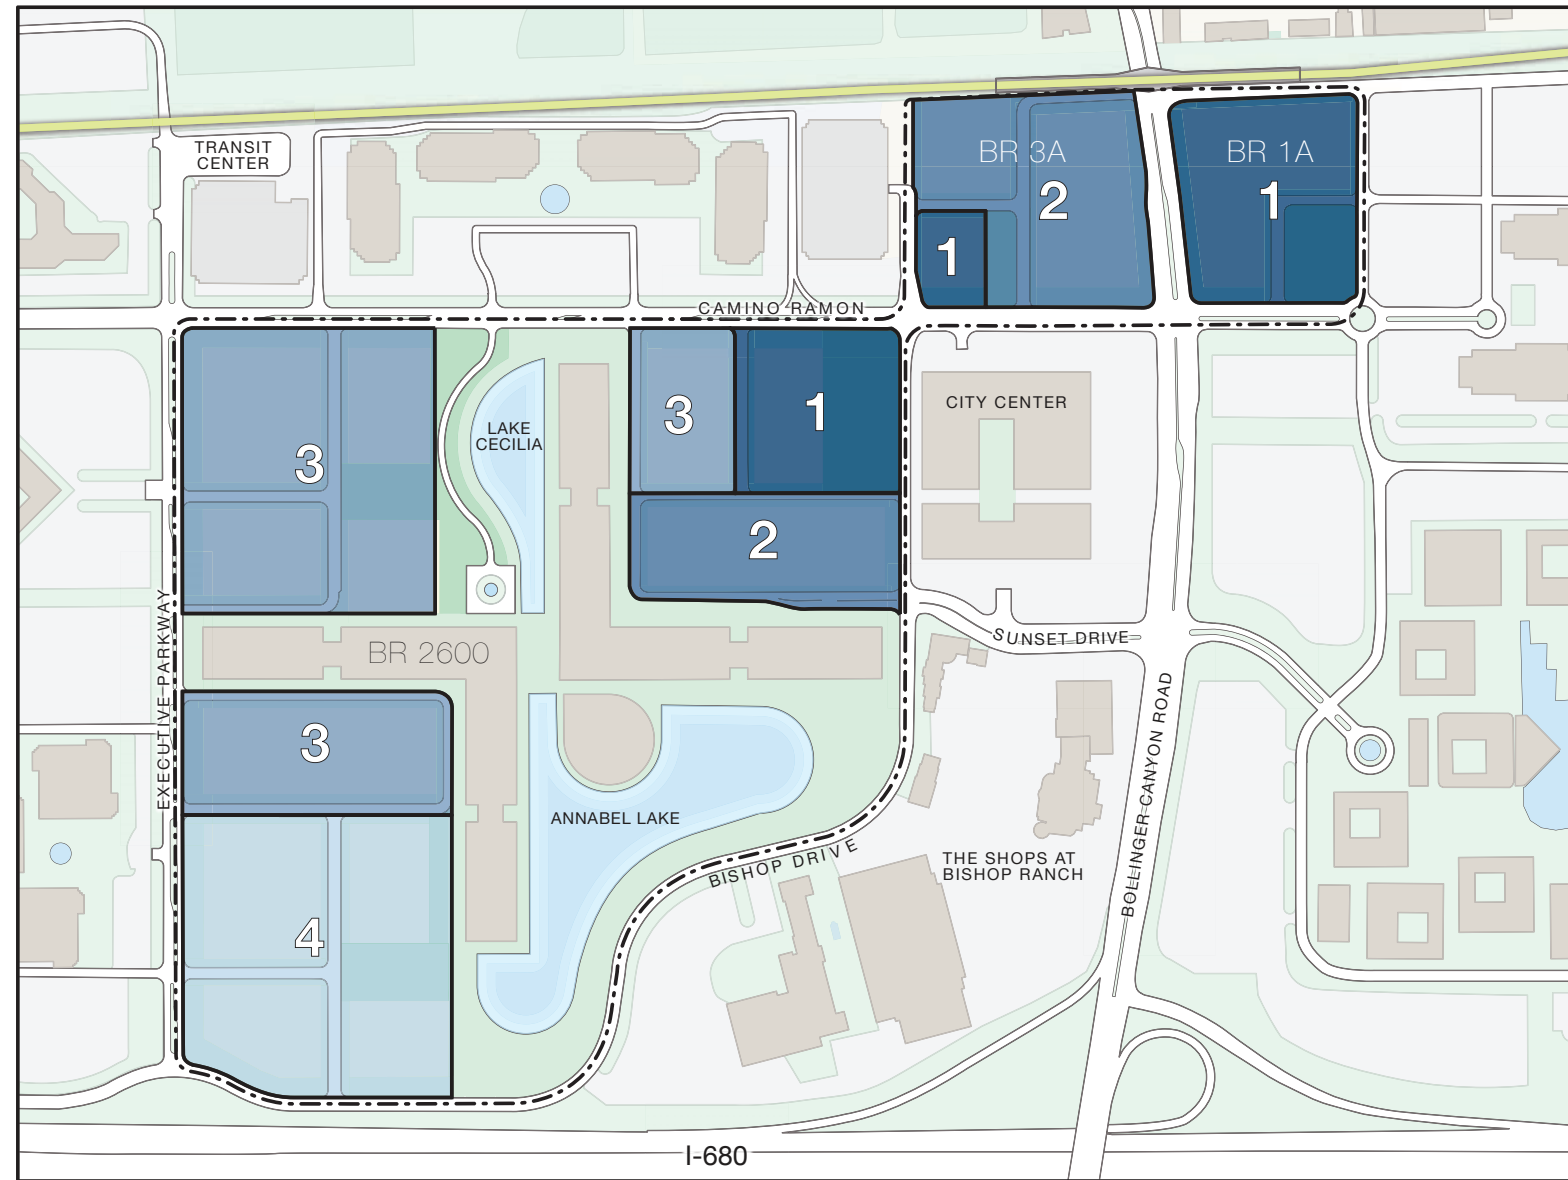 TRANSIT
CENTER
BR 3A
2
1
BR 1A
1
CAMINO RAMON
3
LAKE
CECILIA
3
1
2
CITY CENTER
EXECUTIVE PARKWAY
BR 2600
SUNSET DRIVE
3
BOLLINGER CANYON ROAD
ANNABEL LAKE
BISHOP DRIVE
THE SHOPS AT
BISHOP RANCH
4
I-680